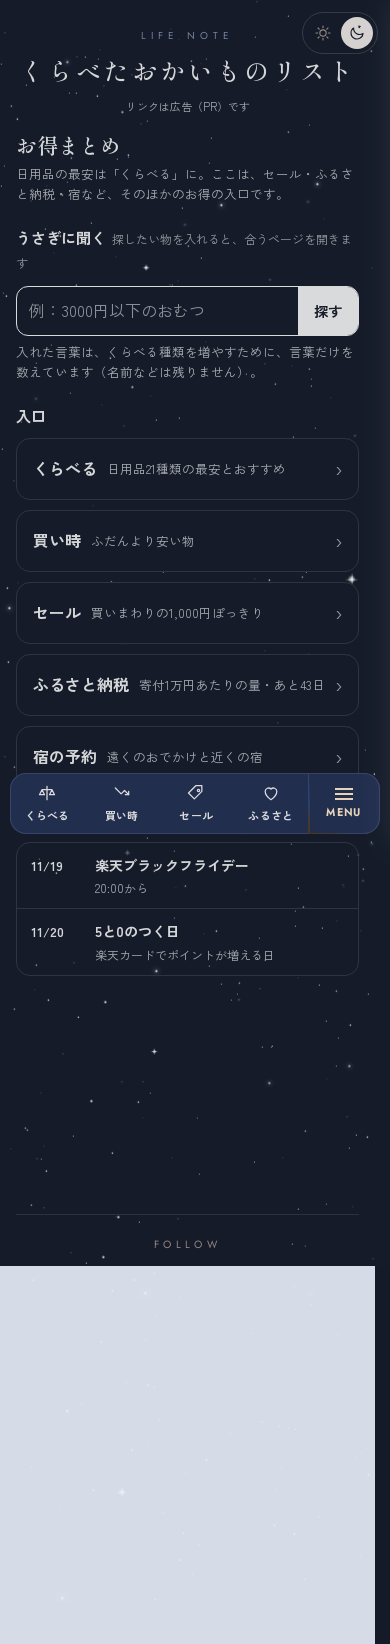 LIFE NOTE
くらべたおかいものリスト
リンクは広告（PR）です
お得まとめ
日用品の最安は「くらべる」に。ここは、セール・ふるさ
と納税・宿など、そのほかのお得の入口です。
うさぎに聞く 探したい物を入れると、合うページを開きま
す
例：3000円以下のおむつ 探す
入れた言葉は、くらべる種類を増やすために、言葉だけを
数えています（名前などは残りません）。
入口
くらべる 日用品21種類の最安とおすすめ ›
買い時 ふだんより安い物 ›
セール 買いまわりの1,000円ぽっきり ›
ふるさと納税 寄付1万円あたりの量・あと43日 ›
宿の予約 遠くのおでかけと近くの宿 ›
くらべる 買い時 セール ふるさと MENU
11/19 楽天ブラックフライデー
20:00から
11/20 5と0のつく日
楽天カードでポイントが増える日
FOLLOW